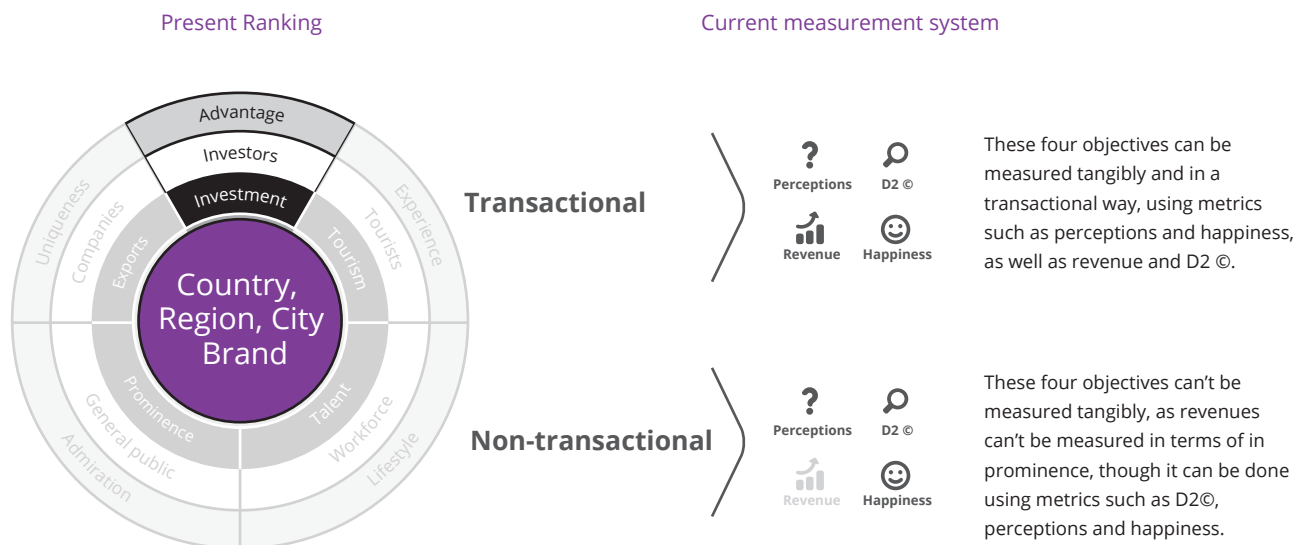 Present Ranking
Current measurement system
Advantage
Investors
Investment
Uniqueness
Companies
Exports
Experience
Tourists
Tourism
Country,
Region, City
Brand
Prominence
General public
Admiration
Talent
Workforce
Lifestyle
Transactional
?
Perceptions
D2 ©
Revenue
Happiness
These four objectives can be
measured tangibly and in a
transactional way, using metrics
such as perceptions and happiness,
as well as revenue and D2 ©.
Non-transactional
?
Perceptions
D2 ©
Revenue
Happiness
These four objectives can’t be
measured tangibly, as revenues
can’t be measured in terms of in
prominence, though it can be done
using metrics such as D2©,
perceptions and happiness.